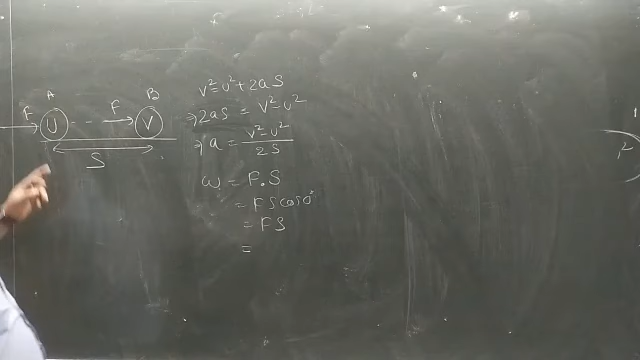 A B
F U F V
S
v² = u² + 2aS
⇒ 2as = v² - u²
⇒ a = v² - u² / 2S
ω = F.S
= FS cos0°
= FS
=